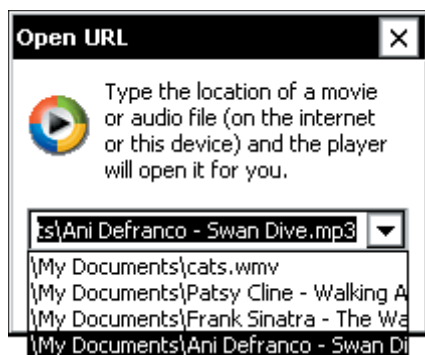 Open URL
Type the location of a movie
or audio file (on the internet
or this device) and the player
will open it for you.
ts\Ani Defranco - Swan Dive.mp3
\My Documents\cats.wmv
\My Documents\Patsy Cline - Walking A
\My Documents\Frank Sinatra - The Wa
\My Documents\Ani Defranco - Swan Di